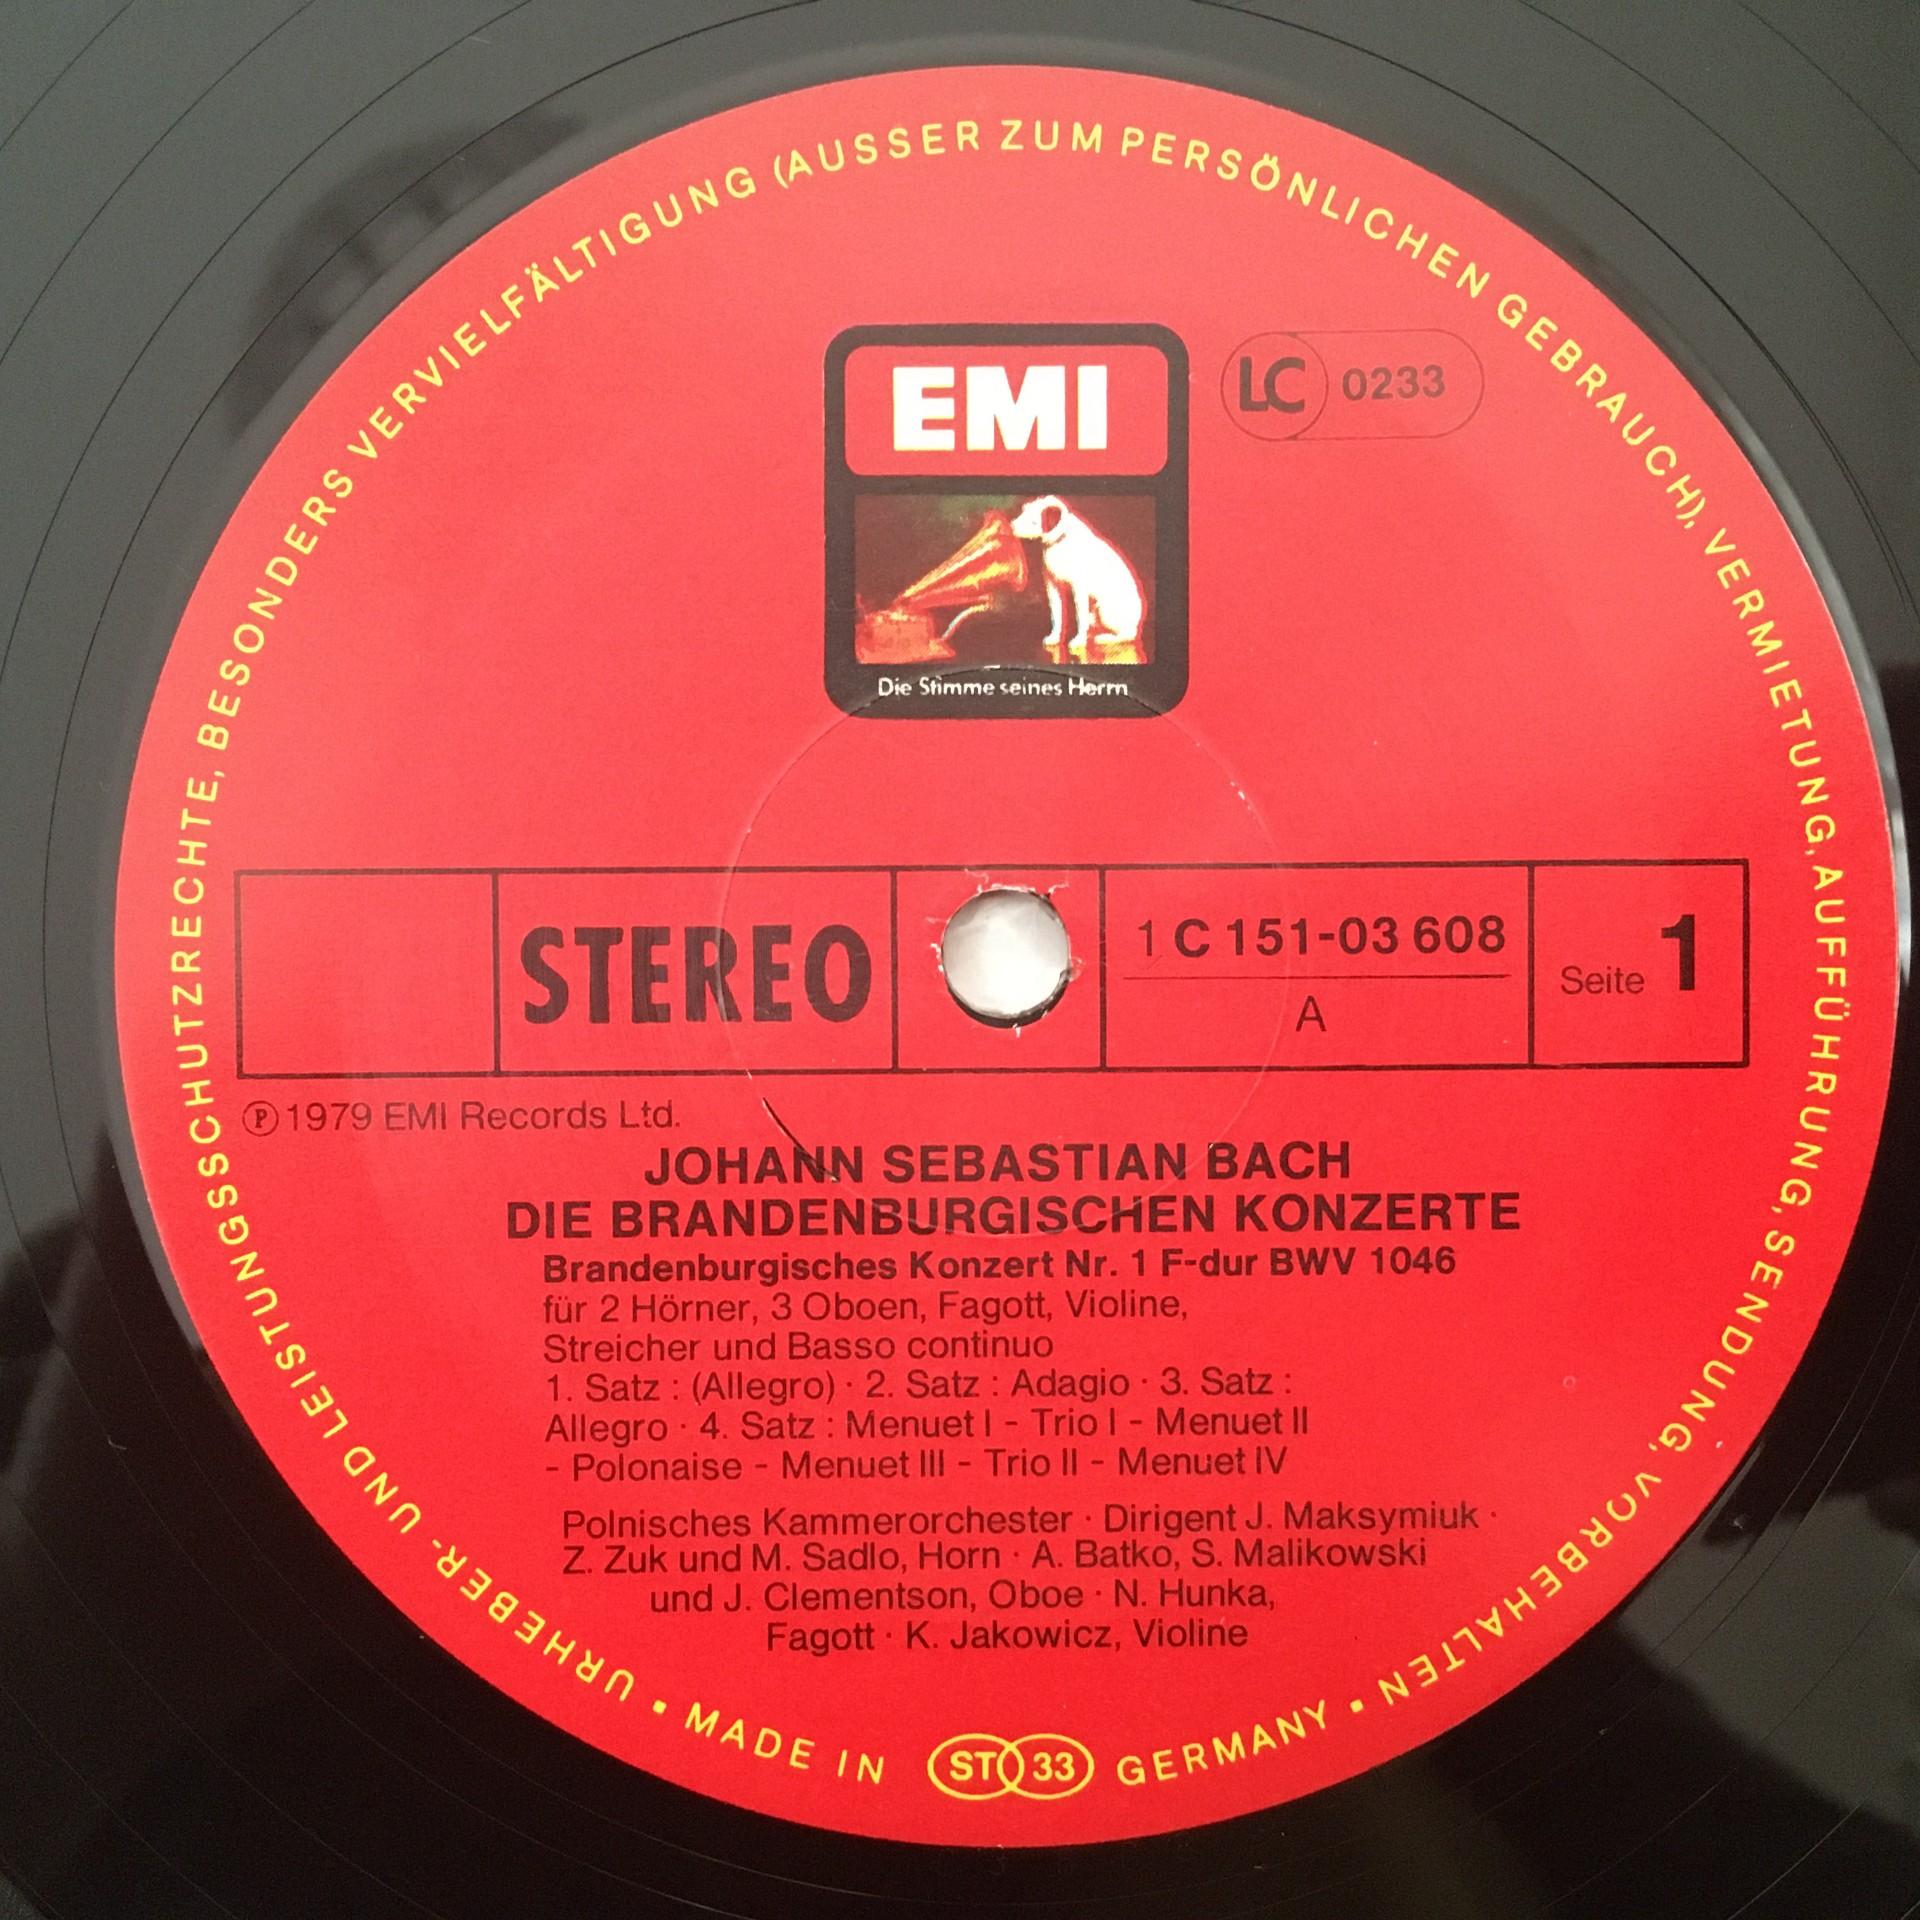 URHEBER- UND LEISTUNGSSCHUTZRECHTE, BESONDERS VERVIELFÄLTIGUNG (AUSSER ZUM PERSÖNLICHEN GEBRAUCH), VERMIETUNG, AUFFÜHRUNG, SENDUNG, VORBEHALTEN • MADE IN ST 33 GERMANY •
EMI
LC 0233
Die Stimme seines Herrn
STEREO
1 C 151-03 608
A
Seite 1
Ⓟ 1979 EMI Records Ltd.
JOHANN SEBASTIAN BACH
DIE BRANDENBURGISCHEN KONZERTE
Brandenburgisches Konzert Nr. 1 F-dur BWV 1046
für 2 Hörner, 3 Oboen, Fagott, Violine,
Streicher und Basso continuo
1. Satz : (Allegro) · 2. Satz : Adagio · 3. Satz :
Allegro · 4. Satz : Menuet I - Trio I - Menuet II
- Polonaise - Menuet III - Trio II - Menuet IV
Polnisches Kammerorchester · Dirigent J. Maksymiuk ·
Z. Zuk und M. Sadlo, Horn · A. Batko, S. Malikowski
und J. Clementson, Oboe · N. Hunka,
Fagott · K. Jakowicz, Violine